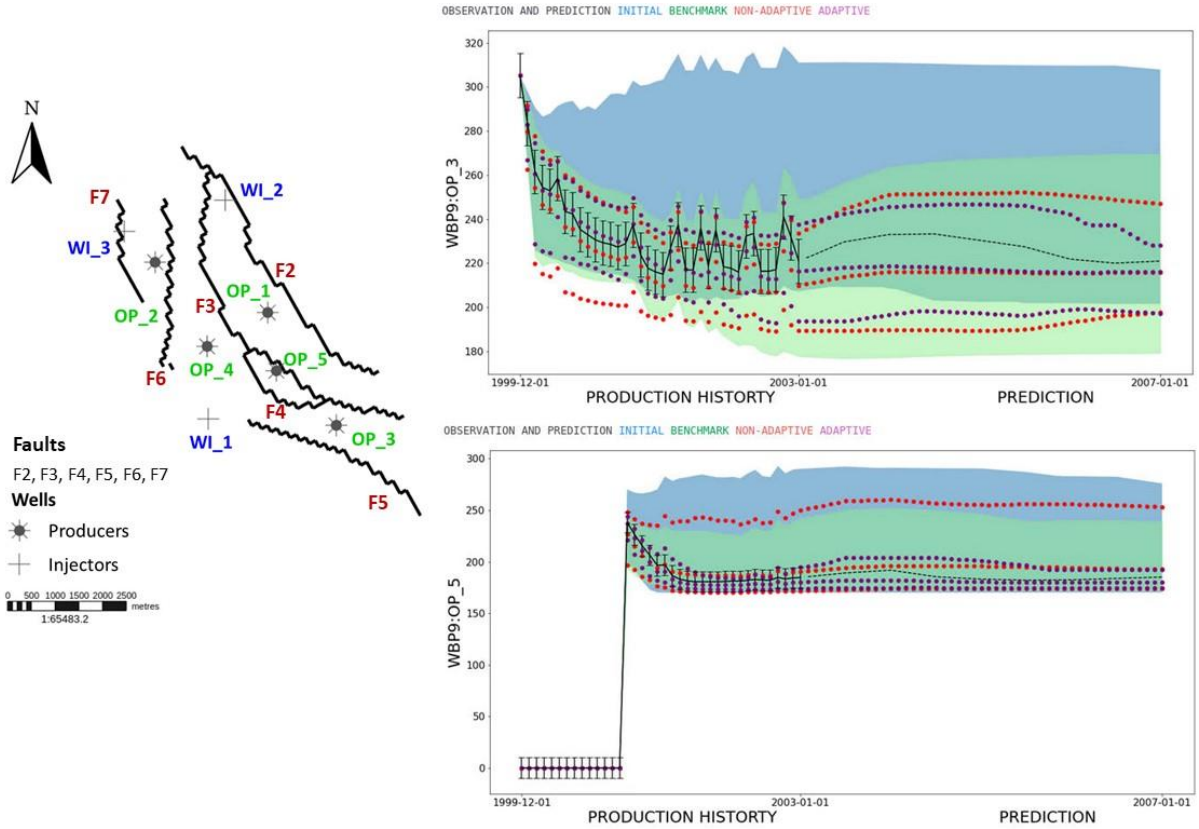 N
F7
WI_2
WI_3
F2
OP_1
F3
OP_2
OP_5
OP_4
F6
F4
WI_1
OP_3
F5
Faults
F2, F3, F4, F5, F6, F7
Wells
Producers
Injectors
0 500 1000 1500 2000 2500 metres
1:65483.2
OBSERVATION AND PREDICTION INITIAL BENCHMARK NON-ADAPTIVE ADAPTIVE
WBP9:OP_3
320
300
280
260
240
220
200
180
1999-12-01 2003-01-01 2007-01-01
PRODUCTION HISTORTY PREDICTION
OBSERVATION AND PREDICTION INITIAL BENCHMARK NON-ADAPTIVE ADAPTIVE
WBP9:OP_5
300
250
200
150
100
50
0
1999-12-01 2003-01-01 2007-01-01
PRODUCTION HISTORTY PREDICTION